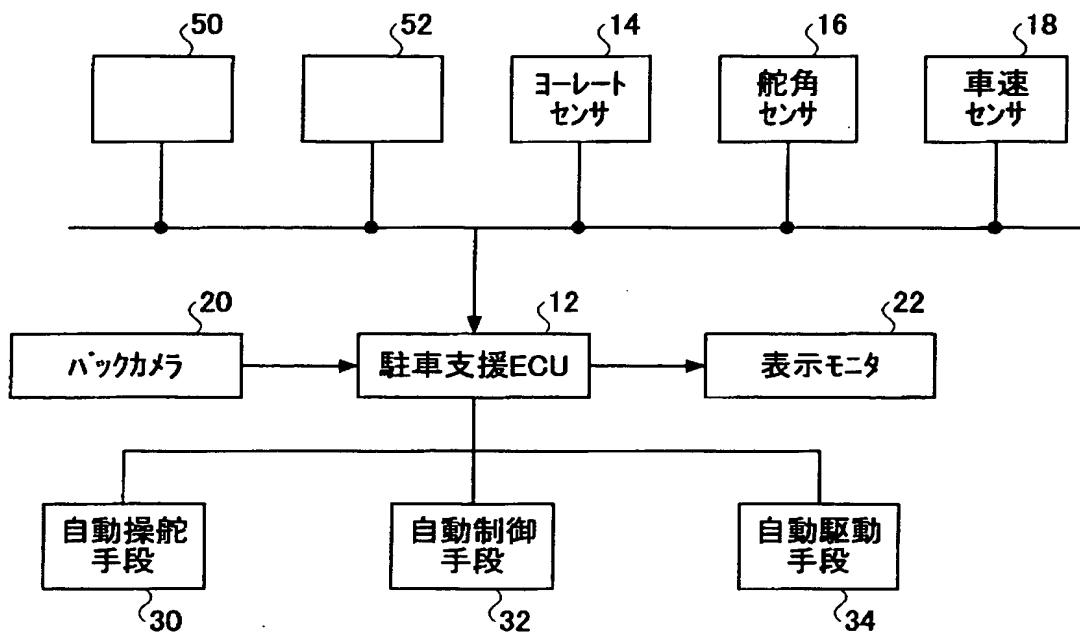 50
52
14
16
18
ヨーレート
センサ
舵角
センサ
車速
センサ
20
12
22
バックカメラ
駐車支援ECU
表示モニタ
自動操舵
手段
自動制御
手段
自動駆動
手段
30
32
34